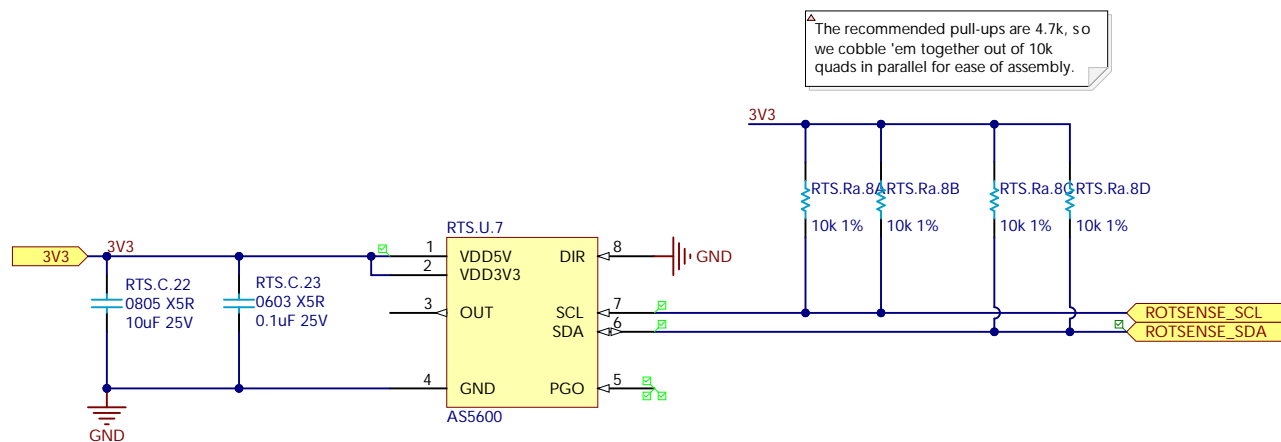 The recommended pull-ups are 4.7k, so
we cobble 'em together out of 10k
quads in parallel for ease of assembly.
3V3
RTS.Ra.8A
RTS.Ra.8B
RTS.Ra.8C
RTS.Ra.8D
10k 1%
10k 1%
10k 1%
10k 1%
RTS.U.7
3V3
3V3
1
VDD5V
DIR
8
GND
2
VDD3V3
RTS.C.22
0805 X5R
10uF 25V
RTS.C.23
0603 X5R
0.1uF 25V
3
OUT
SCL
7
ROTSENSE_SCL
SDA
6
ROTSENSE_SDA
4
GND
PGO
5
AS5600
GND